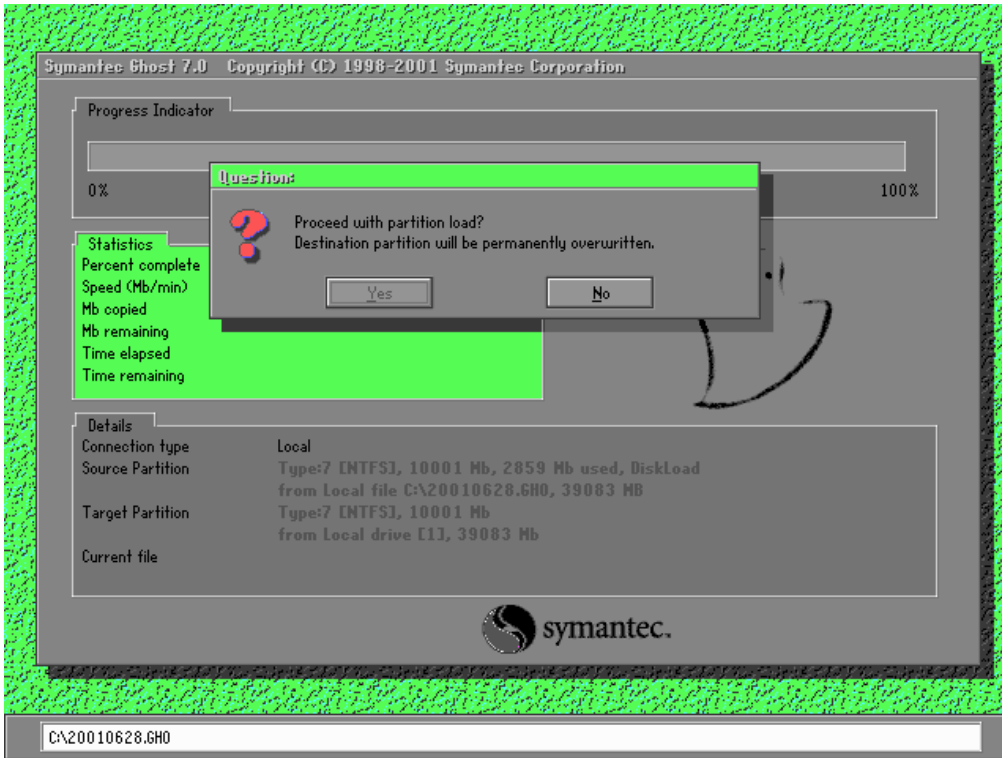 Symantec Ghost 7.0 Copyright (C) 1998-2001 Symantec Corporation
Progress Indicator
0%
100%
Question:
Proceed with partition load?
Destination partition will be permanently overwritten.
Yes
No
Statistics
Percent complete
Speed (Mb/min)
Mb copied
Mb remaining
Time elapsed
Time remaining
Details
Connection type Local
Source Partition Type:7 [NTFS], 10001 Mb, 2859 Mb used, DiskLoad
from Local file C:\20010628.GHO, 39083 MB
Target Partition Type:7 [NTFS], 10001 Mb
from Local drive [1], 39083 Mb
Current file
symantec.
C:\20010628.GHO